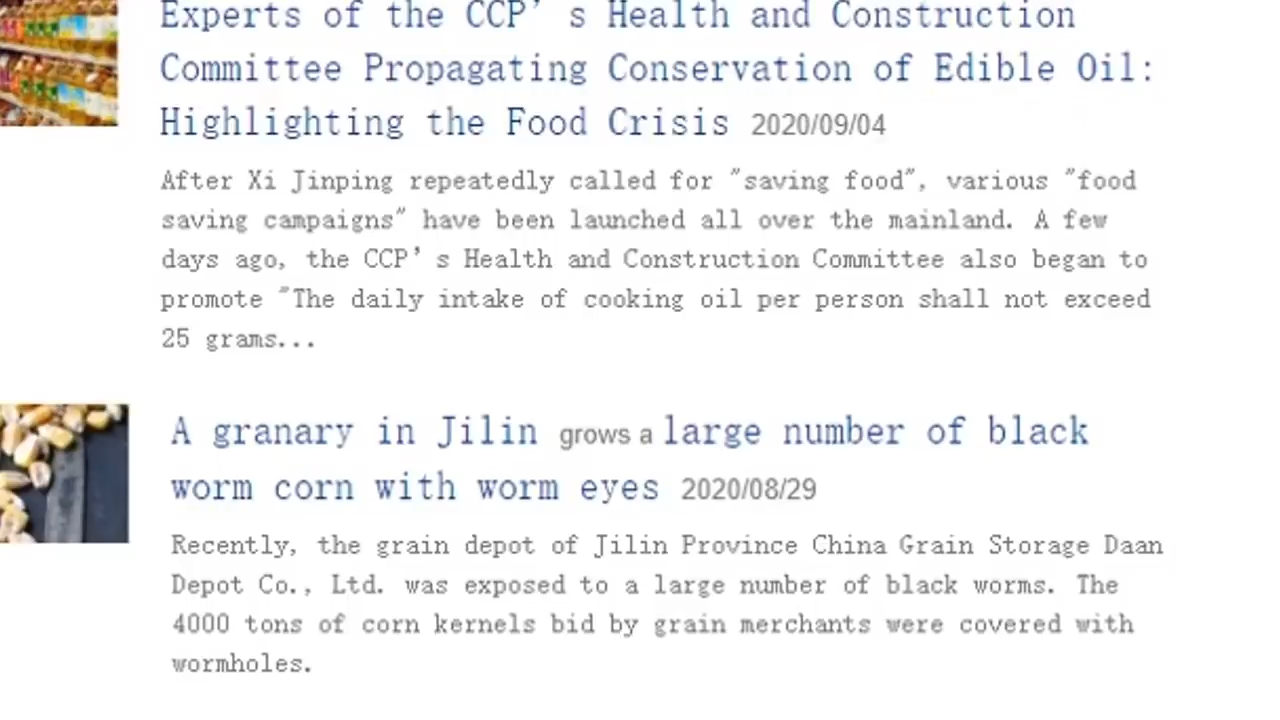 Experts of the CCP's Health and Construction
Committee Propagating Conservation of Edible Oil:
Highlighting the Food Crisis 2020/09/04
After Xi Jinping repeatedly called for "saving food", various "food
saving campaigns" have been launched all over the mainland. A few
days ago, the CCP's Health and Construction Committee also began to
promote "The daily intake of cooking oil per person shall not exceed
25 grams...
A granary in Jilin grows a large number of black
worm corn with worm eyes 2020/08/29
Recently, the grain depot of Jilin Province China Grain Storage Daan
Depot Co., Ltd. was exposed to a large number of black worms. The
4000 tons of corn kernels bid by grain merchants were covered with
wormholes.